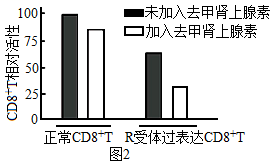 CD8⁺T相对活性
100
75
50
25
0
未加入去甲肾上腺素
加入去甲肾上腺素
正常CD8⁺T
R受体过表达CD8⁺T
图2